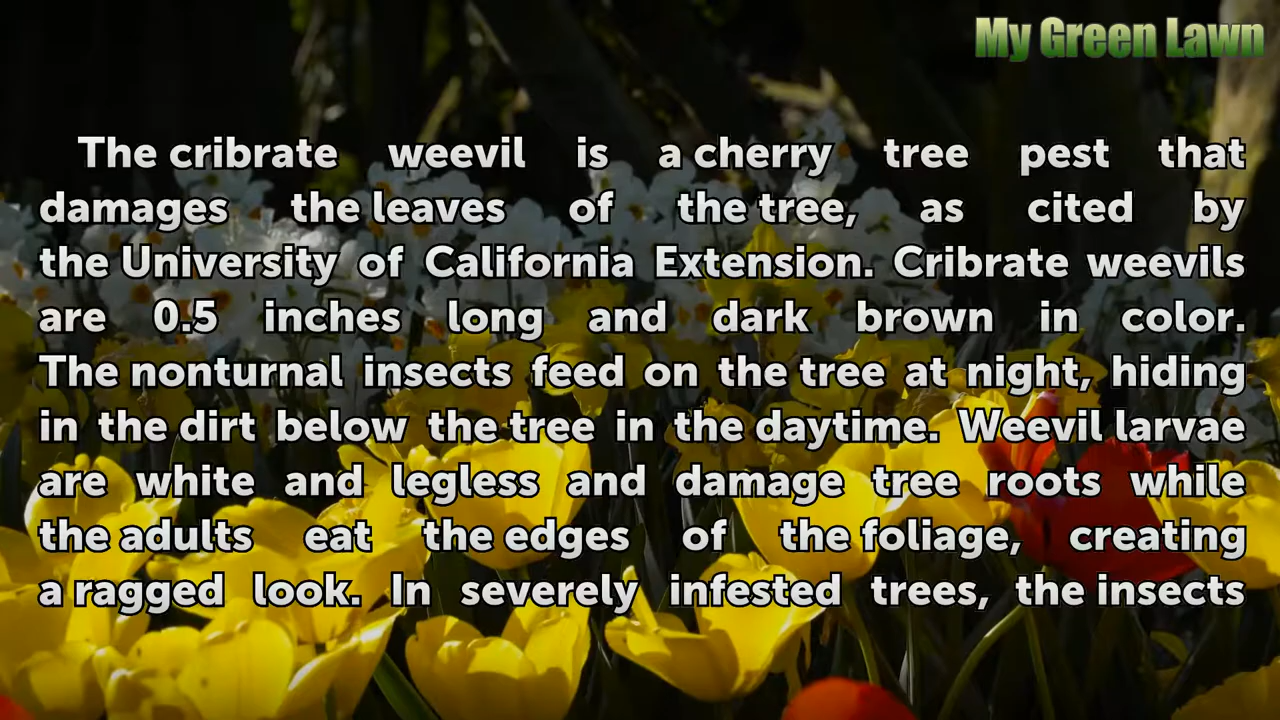 My Green Lawn
The cribrate weevil is a cherry tree pest that
damages the leaves of the tree, as cited by
the University of California Extension. Cribrate weevils
are 0.5 inches long and dark brown in color.
The nonturnal insects feed on the tree at night, hiding
in the dirt below the tree in the daytime. Weevil larvae
are white and legless and damage tree roots while
the adults eat the edges of the foliage, creating
a ragged look. In severely infested trees, the insects